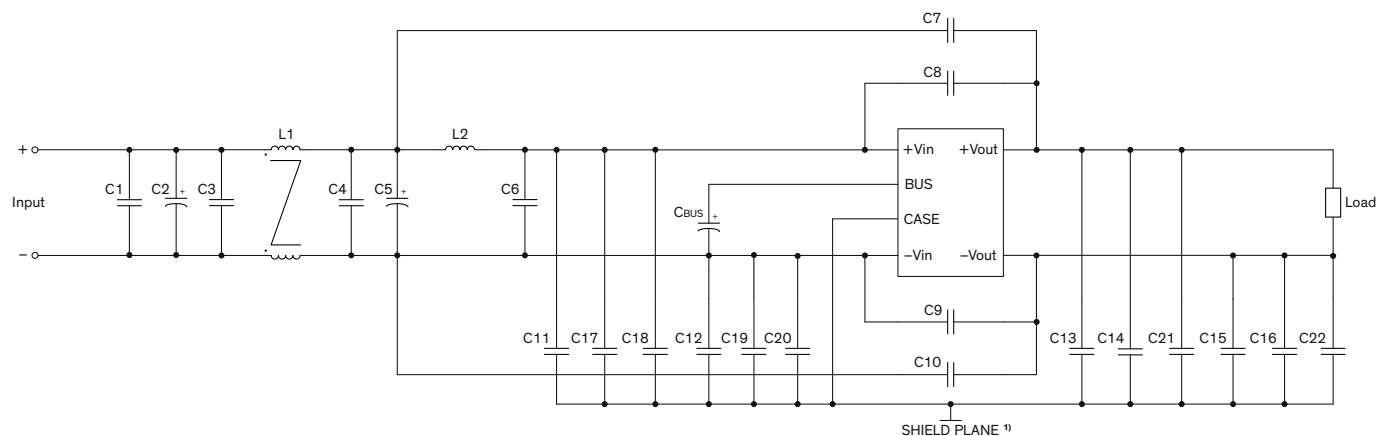 C7
C8
L1
L2
+
+Vin
+Vout
C1
C2
+
C3
C4
C5
+
C6
BUS
Input
CBUS
+
CASE
Load
−
−Vin
−Vout
C9
C11
C17
C18
C12
C19
C20
C10
C13
C14
C21
C15
C16
C22
SHIELD PLANE ¹⁾